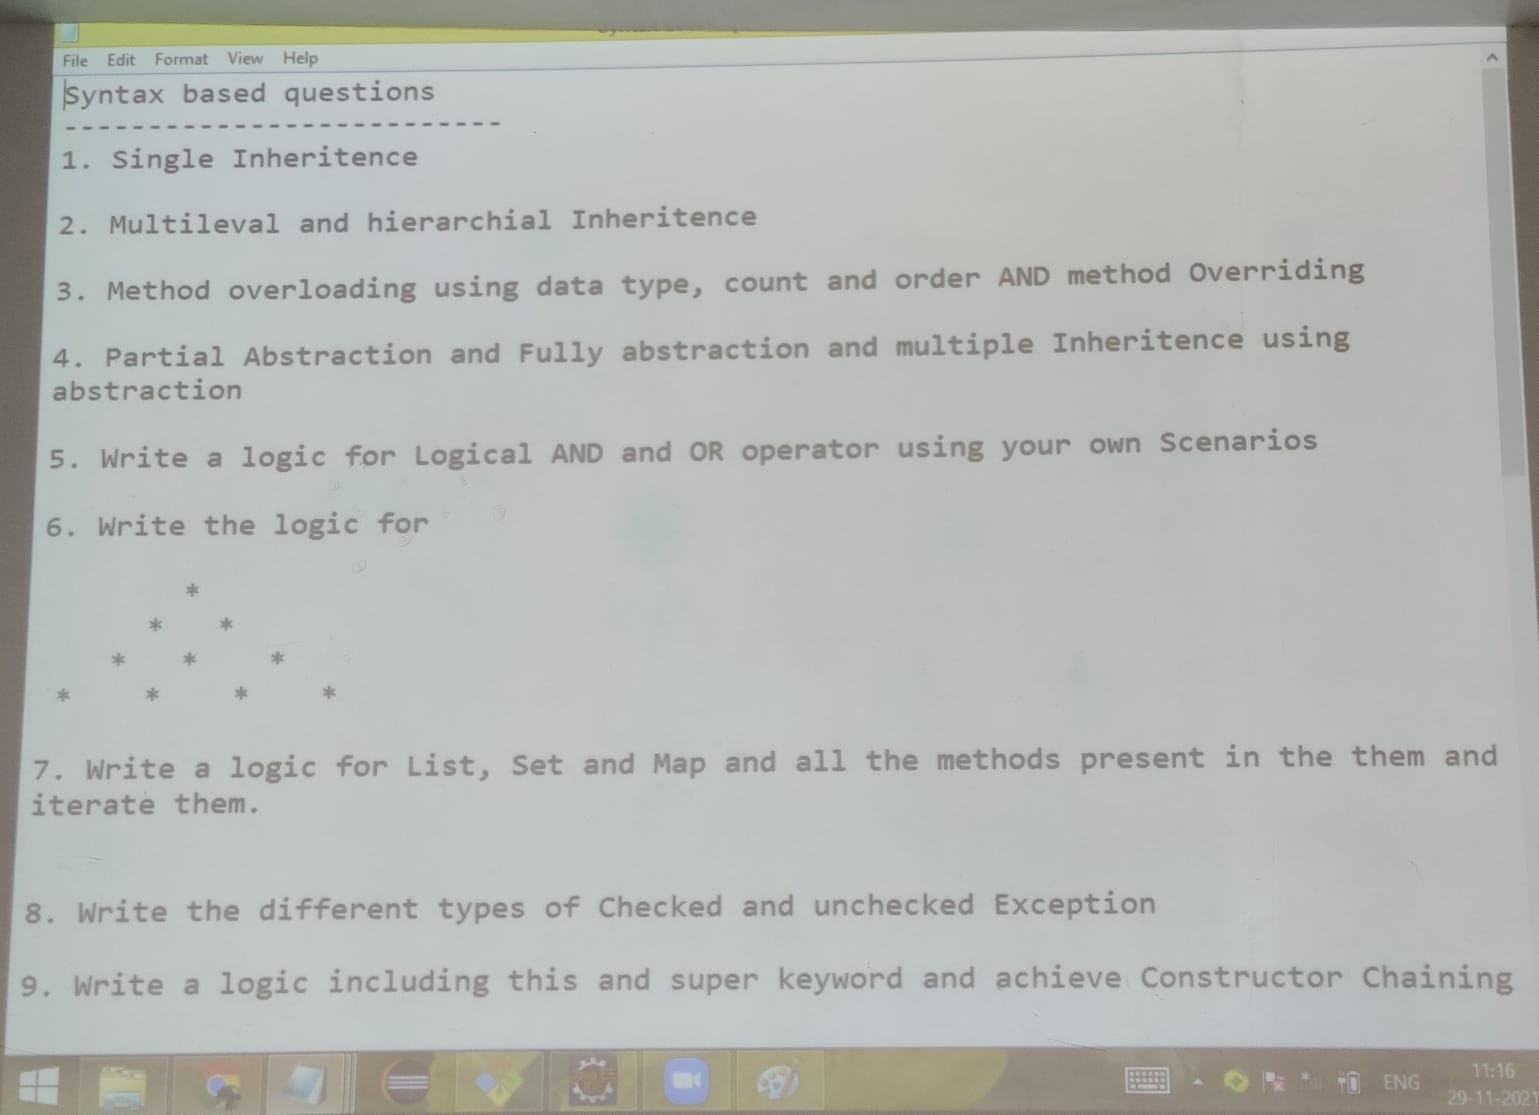 File Edit Format View Help
Syntax based questions
--------------------------
1. Single Inheritence
2. Multileval and hierarchial Inheritence
3. Method overloading using data type, count and order AND method Overriding
4. Partial Abstraction and Fully abstraction and multiple Inheritence using
abstraction
5. Write a logic for Logical AND and OR operator using your own Scenarios
6. Write the logic for
*
* *
* * *
* * * *
7. Write a logic for List, Set and Map and all the methods present in the them and
iterate them.
8. Write the different types of Checked and unchecked Exception
9. Write a logic including this and super keyword and achieve Constructor Chaining
ENG
11:16